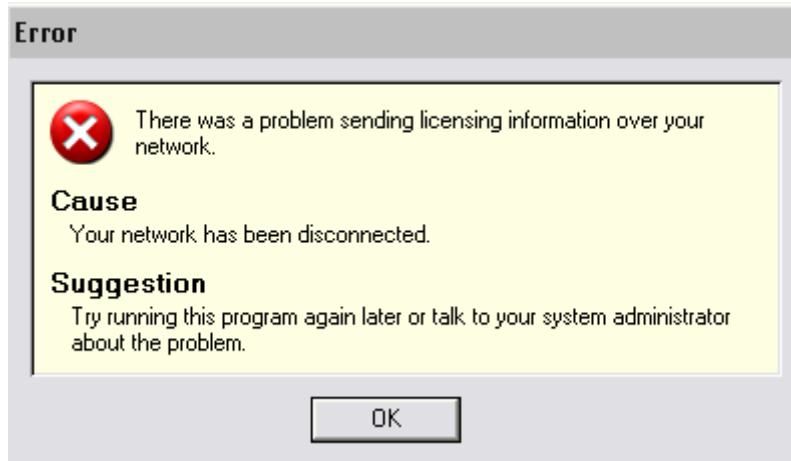 Error
There was a problem sending licensing information over your
network.
Cause
Your network has been disconnected.
Suggestion
Try running this program again later or talk to your system administrator
about the problem.
OK